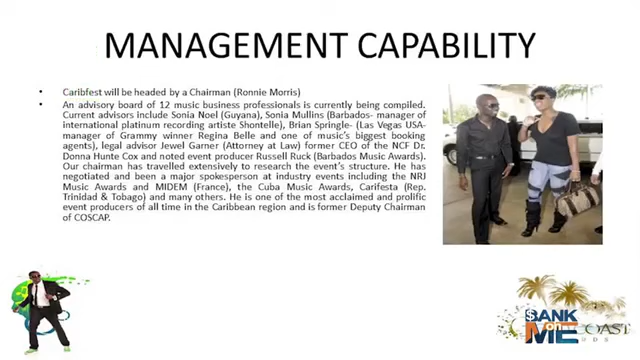 MANAGEMENT CAPABILITY
• Caribfest will be headed by a Chairman (Ronnie Morris)
• An advisory board of 12 music business professionals is currently being compiled.
Current advisors include Sonia Noel (Guyana), Sonia Mullins (Barbados- manager of
international platinum recording artiste Shontelle), Brian Springle- (Las Vegas USA-
manager of Grammy winner Regina Belle and one of music's biggest booking
agents), legal advisor Jewel Garner (Attorney at Law) former CEO of the NCF Dr.
Donna Hunte Cox and noted event producer Russell Ruck (Barbados Music Awards).
Our chairman has travelled extensively to research the event's structure. He has
negotiated and been a major spokesperson at industry events including the NRJ
Music Awards and MIDEM (France), the Cuba Music Awards, Carifesta (Rep.
Trinidad & Tobago) and many others. He is one of the most acclaimed and prolific
event producers of all time in the Caribbean region and is former Deputy Chairman
of COSCAP.
$BANK
on
ME